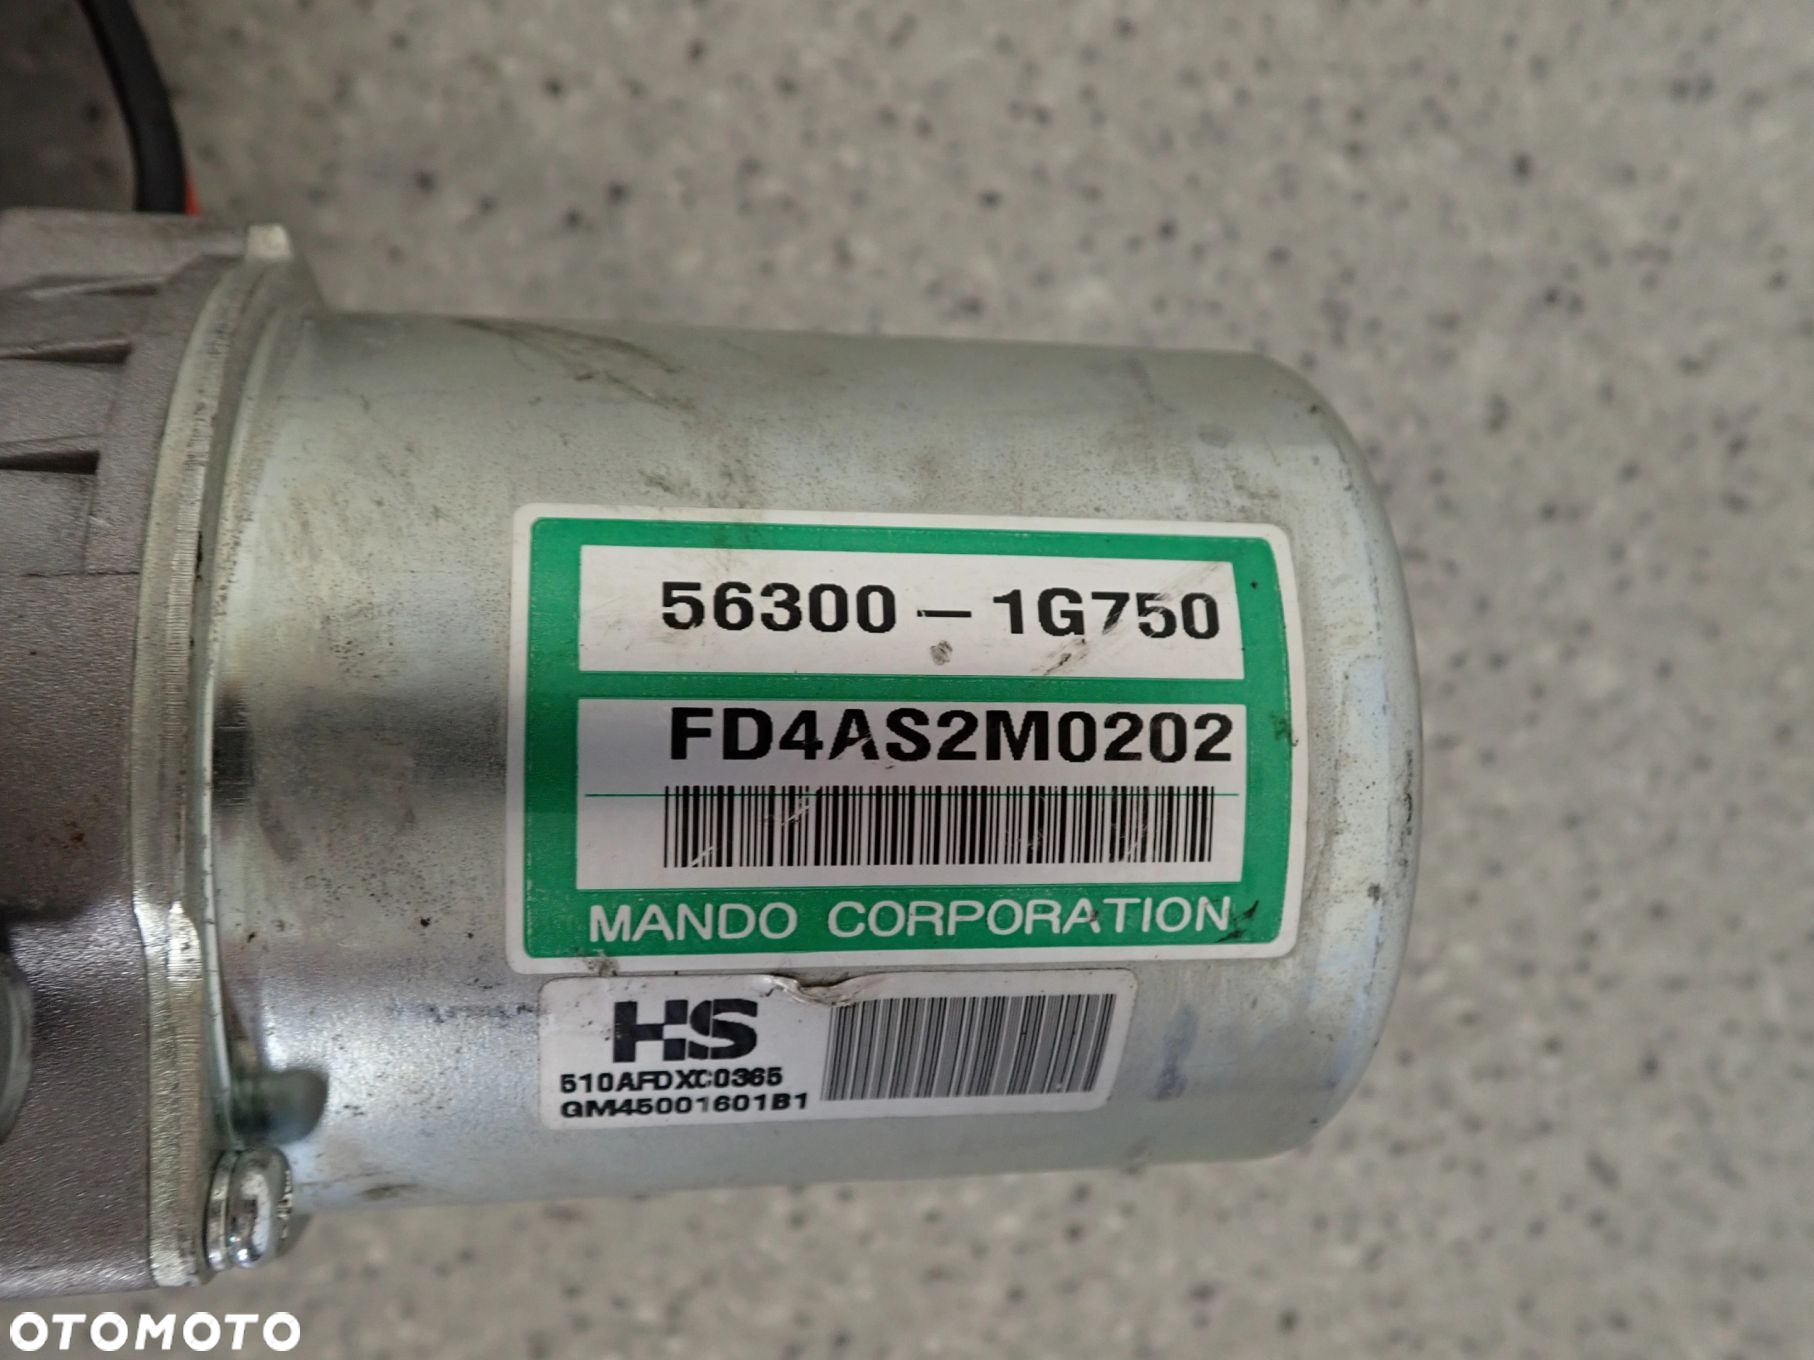 56300-1G750
FD4AS2M0202
MANDO CORPORATION
HS
510AFDXC0365
GM45001601B1
OTOMOTO